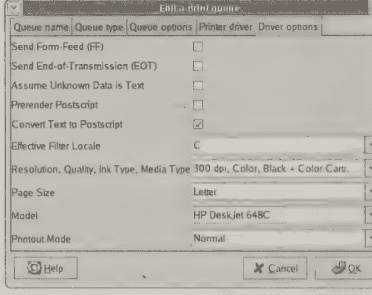 Edit a print queue
Queue name Queue type Queue options Printer driver Driver options
Send Form-Feed (FF)
Send End-of-Transmission (EOT)
Assume Unknown Data is Text
Prerender Postscript
Convert Text to Postscript
Effective Filter Locale C
Resolution, Quality, Ink Type, Media Type 300 dpi, Color, Black + Color Cartr.
Page Size Letter
Model HP DeskJet 648C
Printout Mode Normal
Help Cancel OK